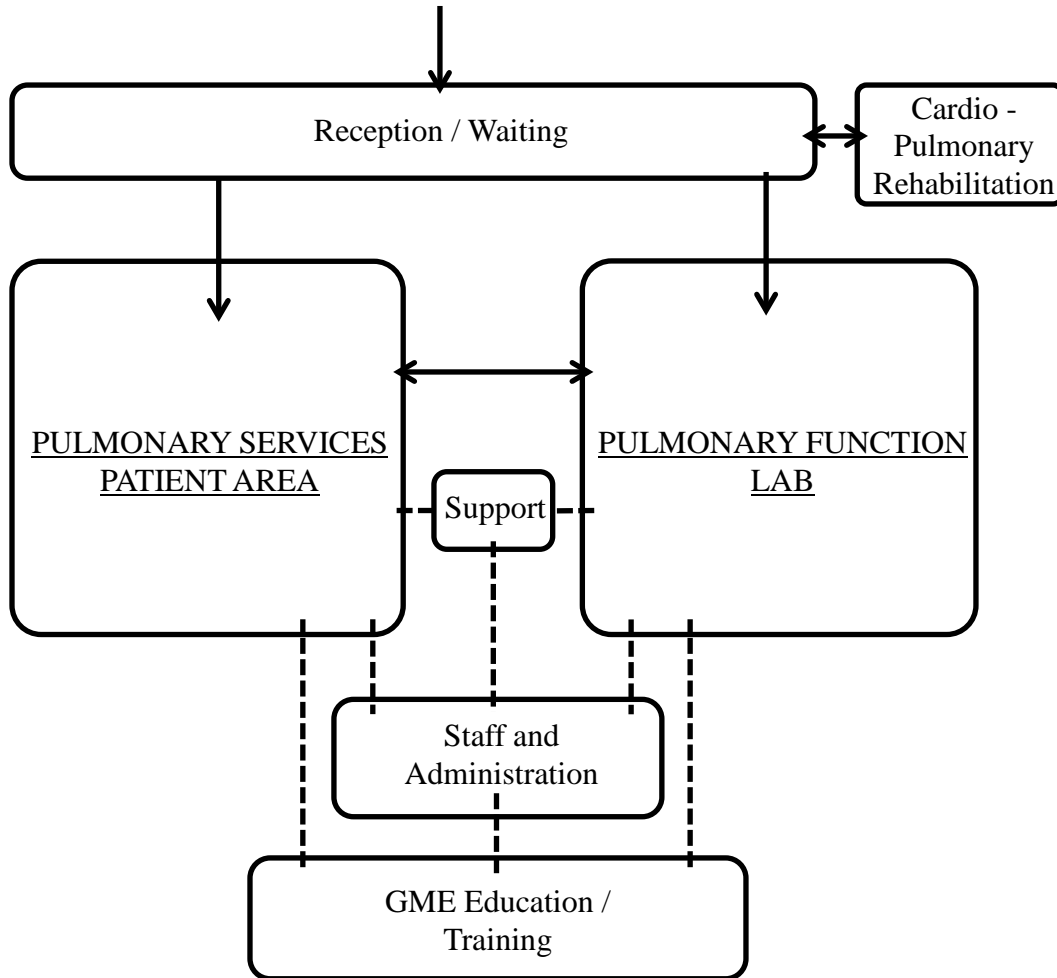 Reception / Waiting
Cardio -
Pulmonary
Rehabilitation
PULMONARY SERVICES
PATIENT AREA
PULMONARY FUNCTION
LAB
Support
Staff and
Administration
GME Education /
Training